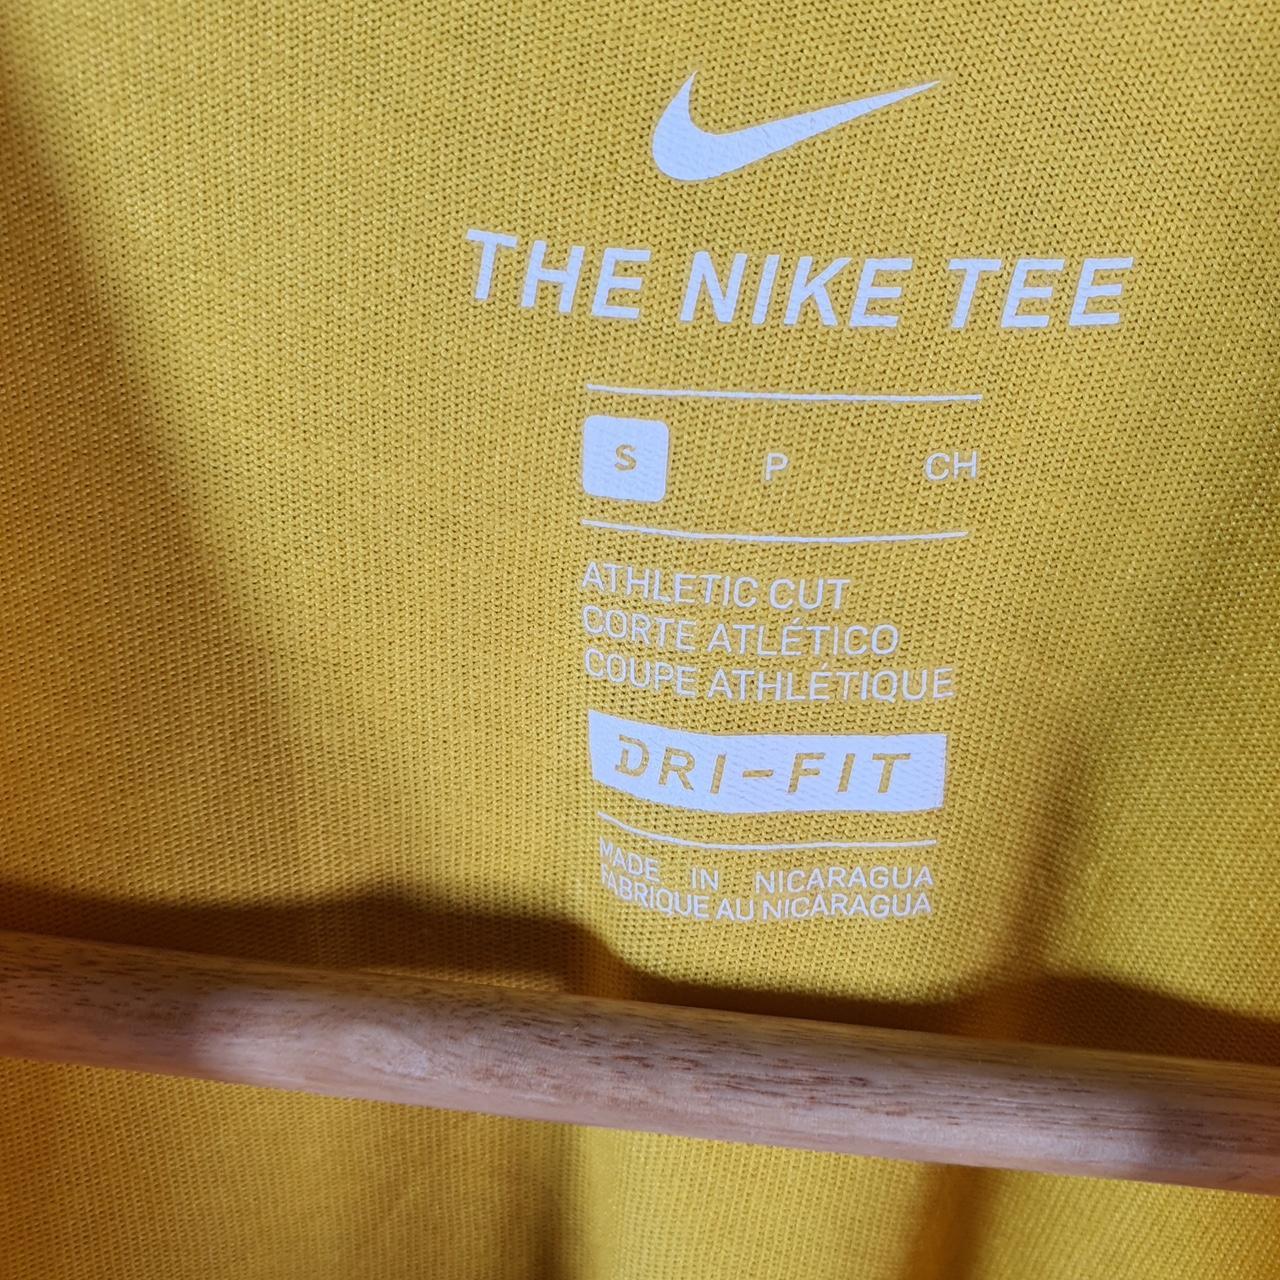 THE NIKE TEE
S P CH
ATHLETIC CUT
CORTE ATLÉTICO
COUPE ATHLÉTIQUE
DRI-FIT
MADE IN NICARAGUA
FABRIQUE AU NICARAGUA